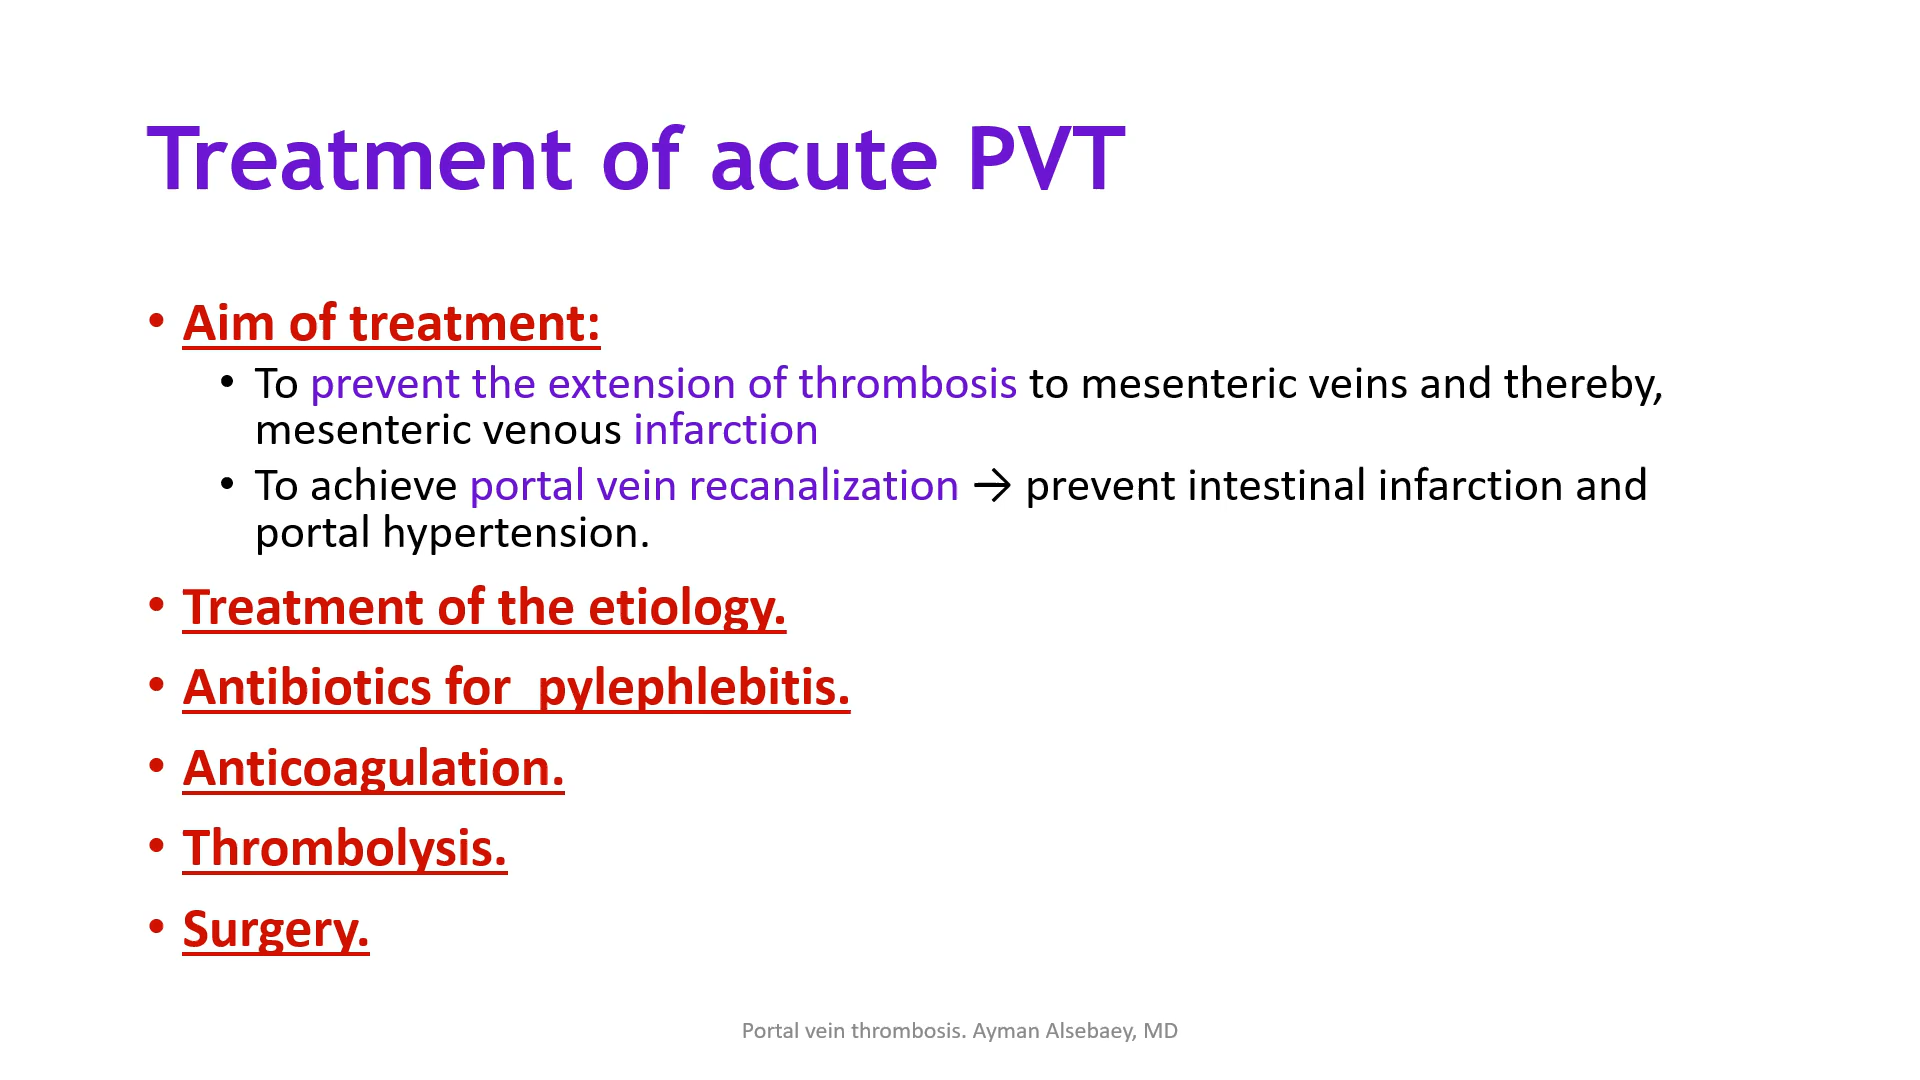 Treatment of acute PVT
• Aim of treatment:
• To prevent the extension of thrombosis to mesenteric veins and thereby,
mesenteric venous infarction
• To achieve portal vein recanalization → prevent intestinal infarction and
portal hypertension.
• Treatment of the etiology.
• Antibiotics for  pylephlebitis.
• Anticoagulation.
• Thrombolysis.
• Surgery.
Portal vein thrombosis. Ayman Alsebaey, MD